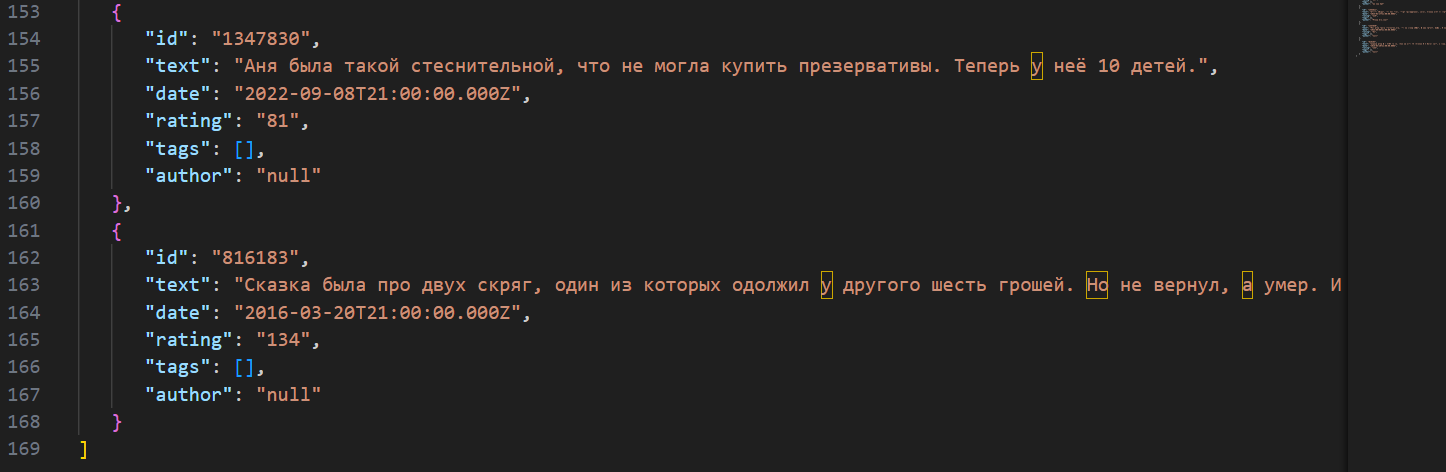 153 {
154 "id": "1347830",
155 "text": "Аня была такой стеснительной, что не могла купить презервативы. Теперь у неё 10 детей.",
156 "date": "2022-09-08T21:00:00.000Z",
157 "rating": "81",
158 "tags": [],
159 "author": "null"
160 },
161 {
162 "id": "816183",
163 "text": "Сказка была про двух скряг, один из которых одолжил у другого шесть грошей. Но не вернул, а умер. И
164 "date": "2016-03-20T21:00:00.000Z",
165 "rating": "134",
166 "tags": [],
167 "author": "null"
168 }
169 ]